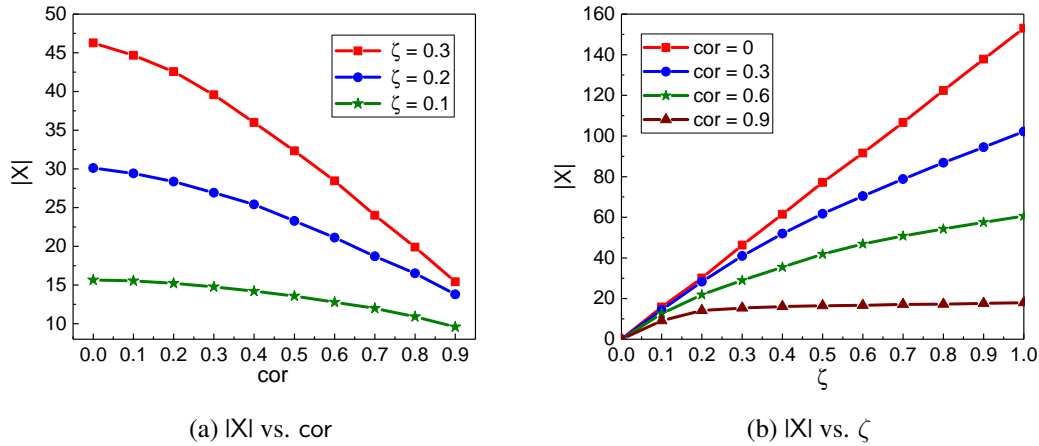 50
45
40
35
30
25
20
15
10
|X|
ζ = 0.3
ζ = 0.2
ζ = 0.1
0.0 0.1 0.2 0.3 0.4 0.5 0.6 0.7 0.8 0.9
cor
(a) |X| vs. cor
160
140
120
100
80
60
40
20
0
|X|
cor = 0
cor = 0.3
cor = 0.6
cor = 0.9
0.0 0.1 0.2 0.3 0.4 0.5 0.6 0.7 0.8 0.9 1.0
ζ
(b) |X| vs. ζ